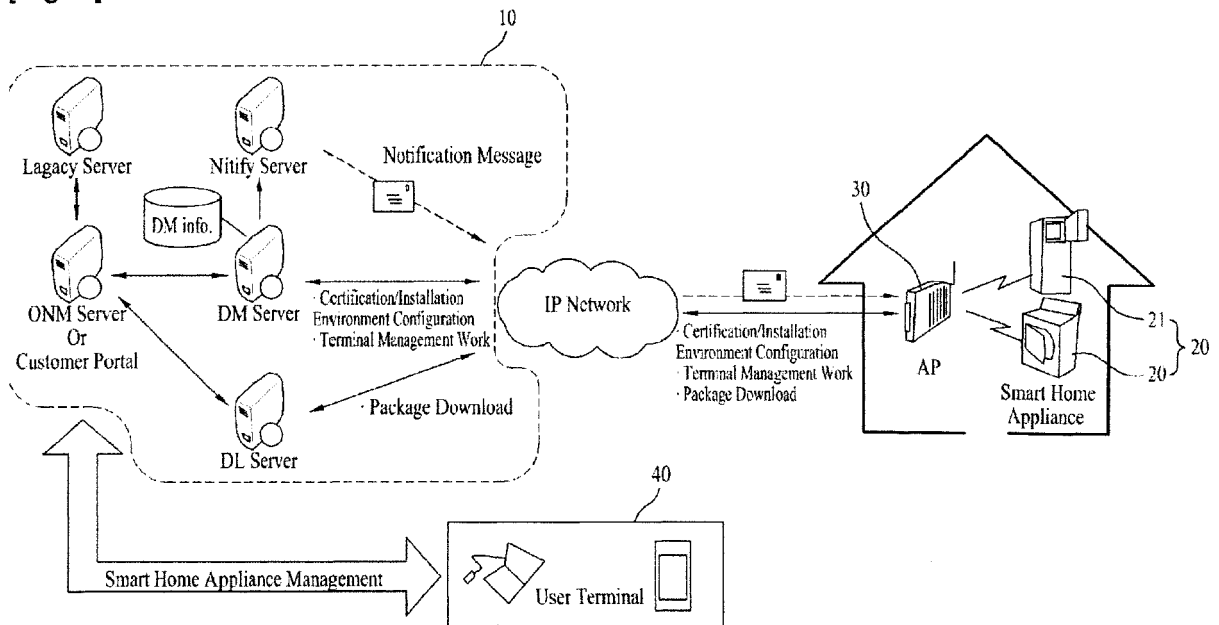 10
Lagacy Server
Nitify Server
Notification Message
DM info.
ONM Server
Or
Customer Portal
DM Server
· Certification/Installation
Environment Configuration
· Terminal Management Work
· Package Download
DL Server
IP Network
30
· Certification/Installation
Environment Configuration
· Terminal Management Work
· Package Download
AP
21
20
20
Smart Home
Appliance
40
Smart Home Appliance Management
User Terminal